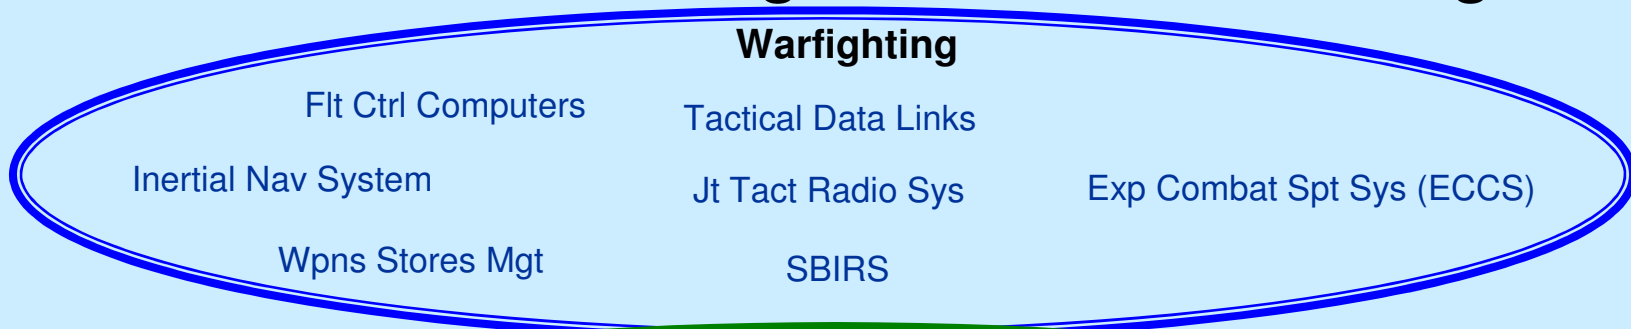 Warfighting
Flt Ctrl Computers
Tactical Data Links
Inertial Nav System
Jt Tact Radio Sys
Exp Combat Spt Sys (ECCS)
Wpns Stores Mgt
SBIRS